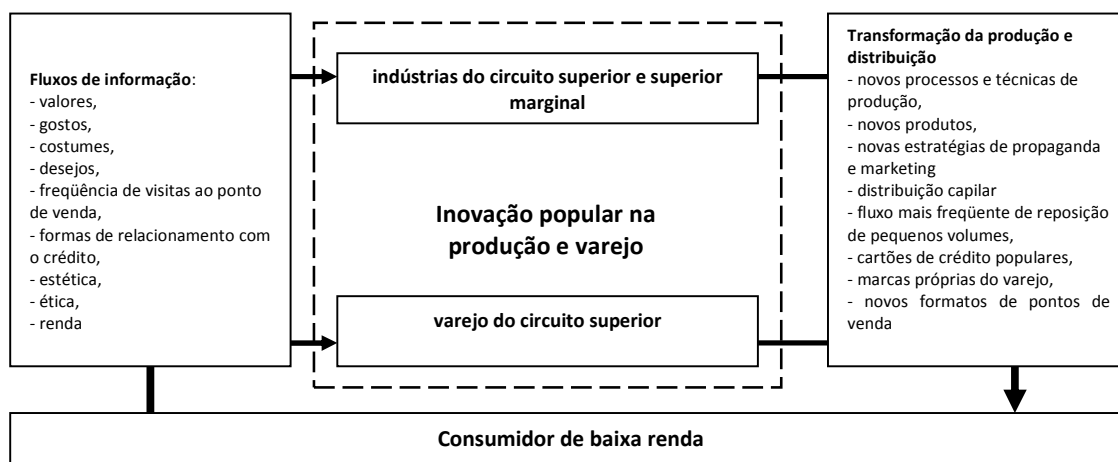 Fluxos de informação:
- valores,
- gostos,
- costumes,
- desejos,
- freqüência de visitas ao ponto
de venda,
- formas de relacionamento com
o crédito,
- estética,
- ética,
- renda
indústrias do circuito superior e superior
marginal
Inovação popular na
produção e varejo
varejo do circuito superior
Transformação da produção e
distribuição
- novos processos e técnicas de
produção,
- novos produtos,
- novas estratégias de propaganda
e marketing
- distribuição capilar
- fluxo mais freqüente de reposição
de pequenos volumes,
- cartões de crédito populares,
- marcas próprias do varejo,
- novos formatos de pontos de
venda
Consumidor de baixa renda